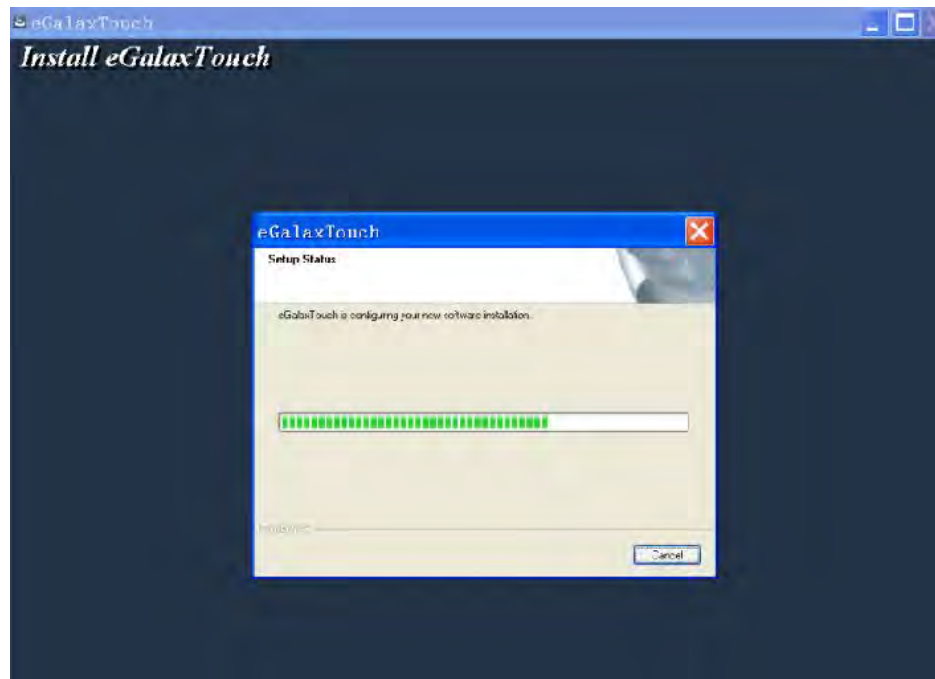 eGalaxTouch
Install eGalaxTouch
eGalaxTouch
Setup Status
eGalaxTouch is configuring your new software installation.
Cancel